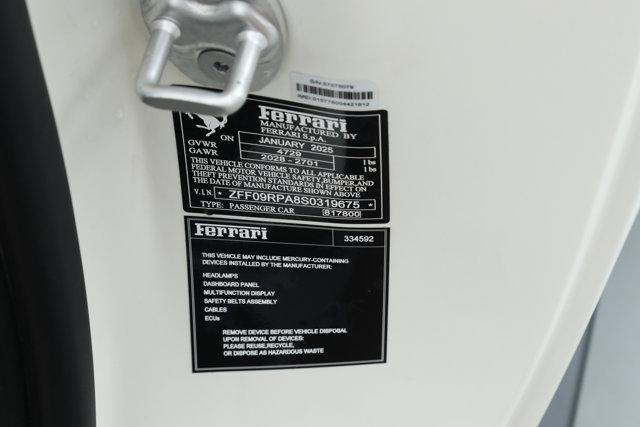 S/N:57075079
IMEI:015776004421812
Ferrari
MANUFACTURED BY
FERRARI S.p.A.
ON JANUARY 2025
GVWR 4729 lbs
GAWR 2028 - 2701 lbs
THIS VEHICLE CONFORMS TO ALL APPLICABLE
FEDERAL MOTOR VEHICLE SAFETY,BUMPER,AND
THEFT PREVENTION STANDARDS IN EFFECT ON
THE DATE OF MANUFACTURE SHOWN ABOVE
V.I.N. * ZFF09RPA8S0319675 *
TYPE: PASSENGER CAR 817800
Ferrari 334592
THIS VEHICLE MAY INCLUDE MERCURY-CONTAINING
DEVICES INSTALLED BY THE MANUFACTURER:
HEADLAMPS
DASHBOARD PANEL
MULTIFUNCTION DISPLAY
SAFETY BELTS ASSEMBLY
CABLES
ECUs
REMOVE DEVICE BEFORE VEHICLE DISPOSAL
UPON REMOVAL OF DEVICES:
PLEASE REUSE,RECYCLE,
OR DISPOSE AS HAZARDOUS WASTE